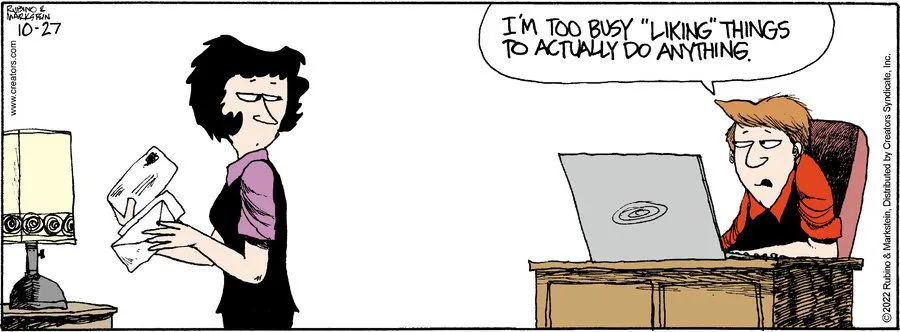 RUBINO &
MARKSTEIN
10-27
www.creators.com
I'M TOO BUSY "LIKING" THINGS
TO ACTUALLY DO ANYTHING.
©2022 Rubino & Markstein, Distributed by Creators Syndicate, Inc.